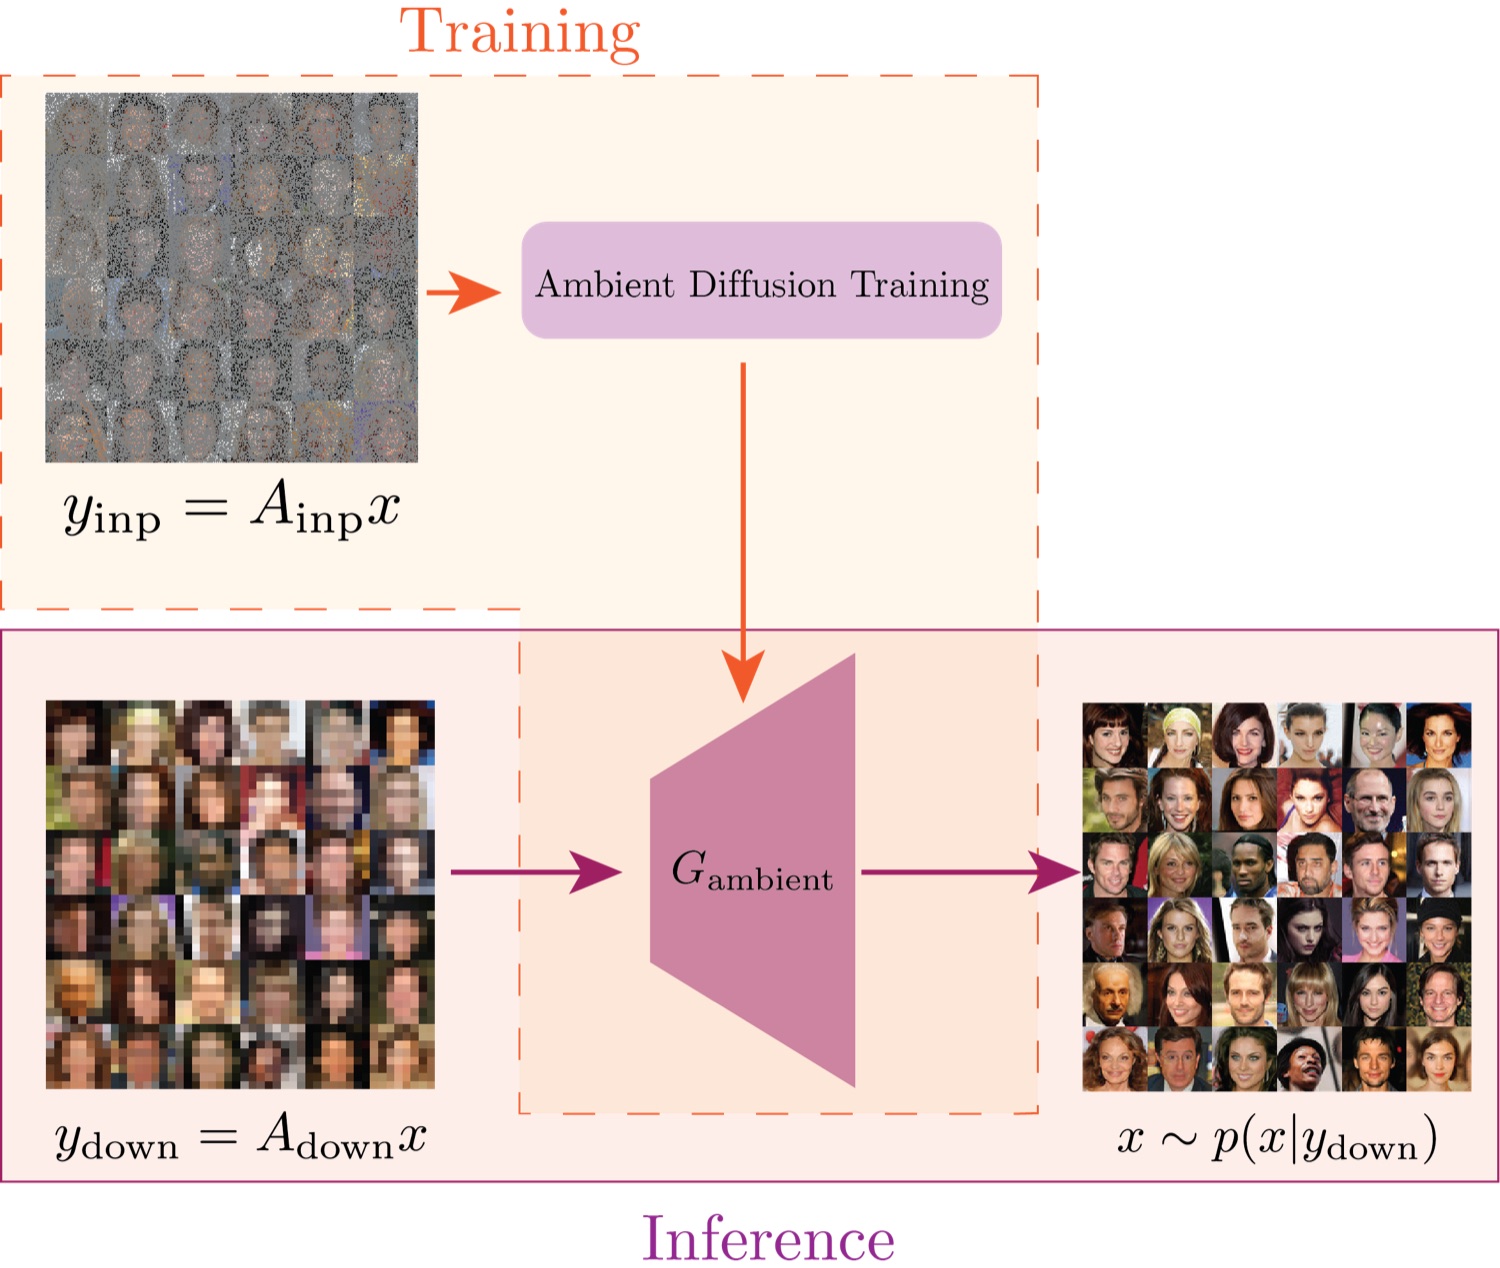 Training
Ambient Diffusion Training
y_inp = A_inp x
G_ambient
y_down = A_down x
x ∼ p(x|y_down)
Inference